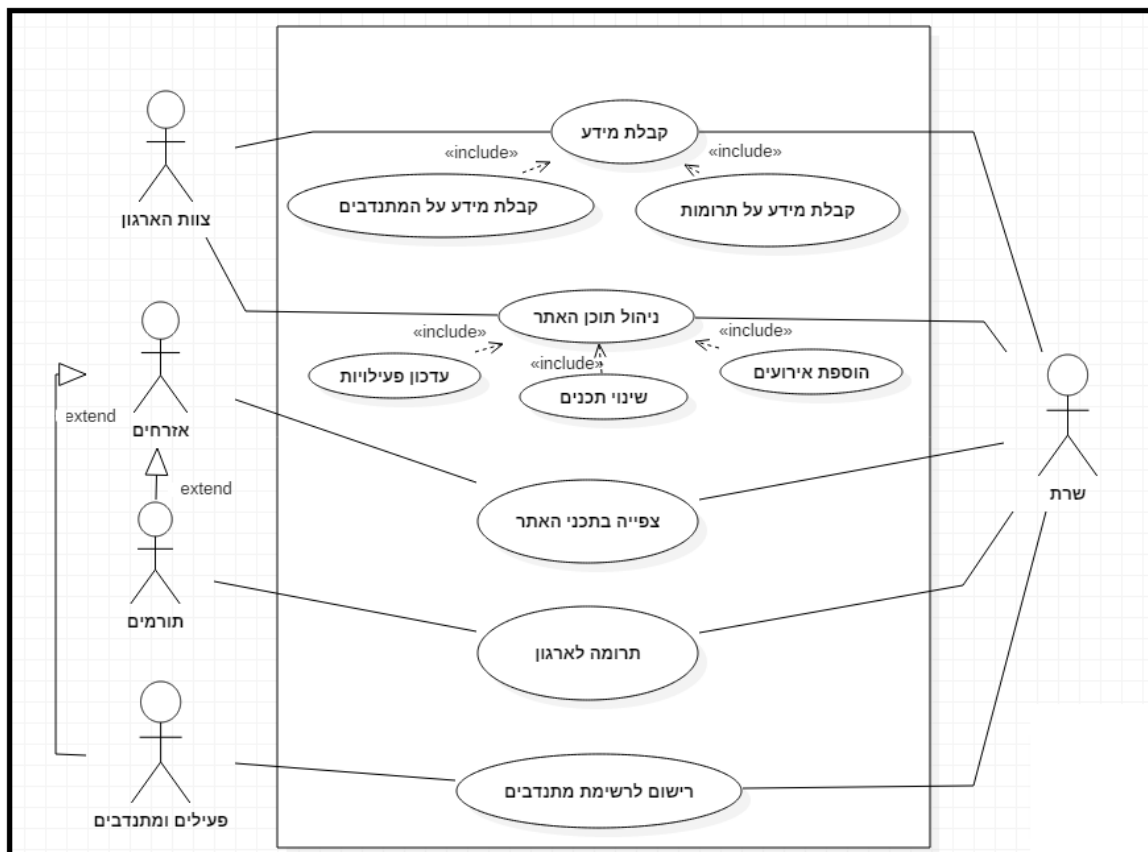 קבלת מידע
«include»
«include»
קבלת מידע על המתנדבים
קבלת מידע על תרומות
צוות הארגון
ניהול תוכן האתר
«include»
«include»
«include»
עדכון פעילויות
שינוי תכנים
הוספת אירועים
extend
אזרחים
extend
שרת
צפייה בתכני האתר
תורמים
תרומה לארגון
רישום לרשימת מתנדבים
פעילים ומתנדבים